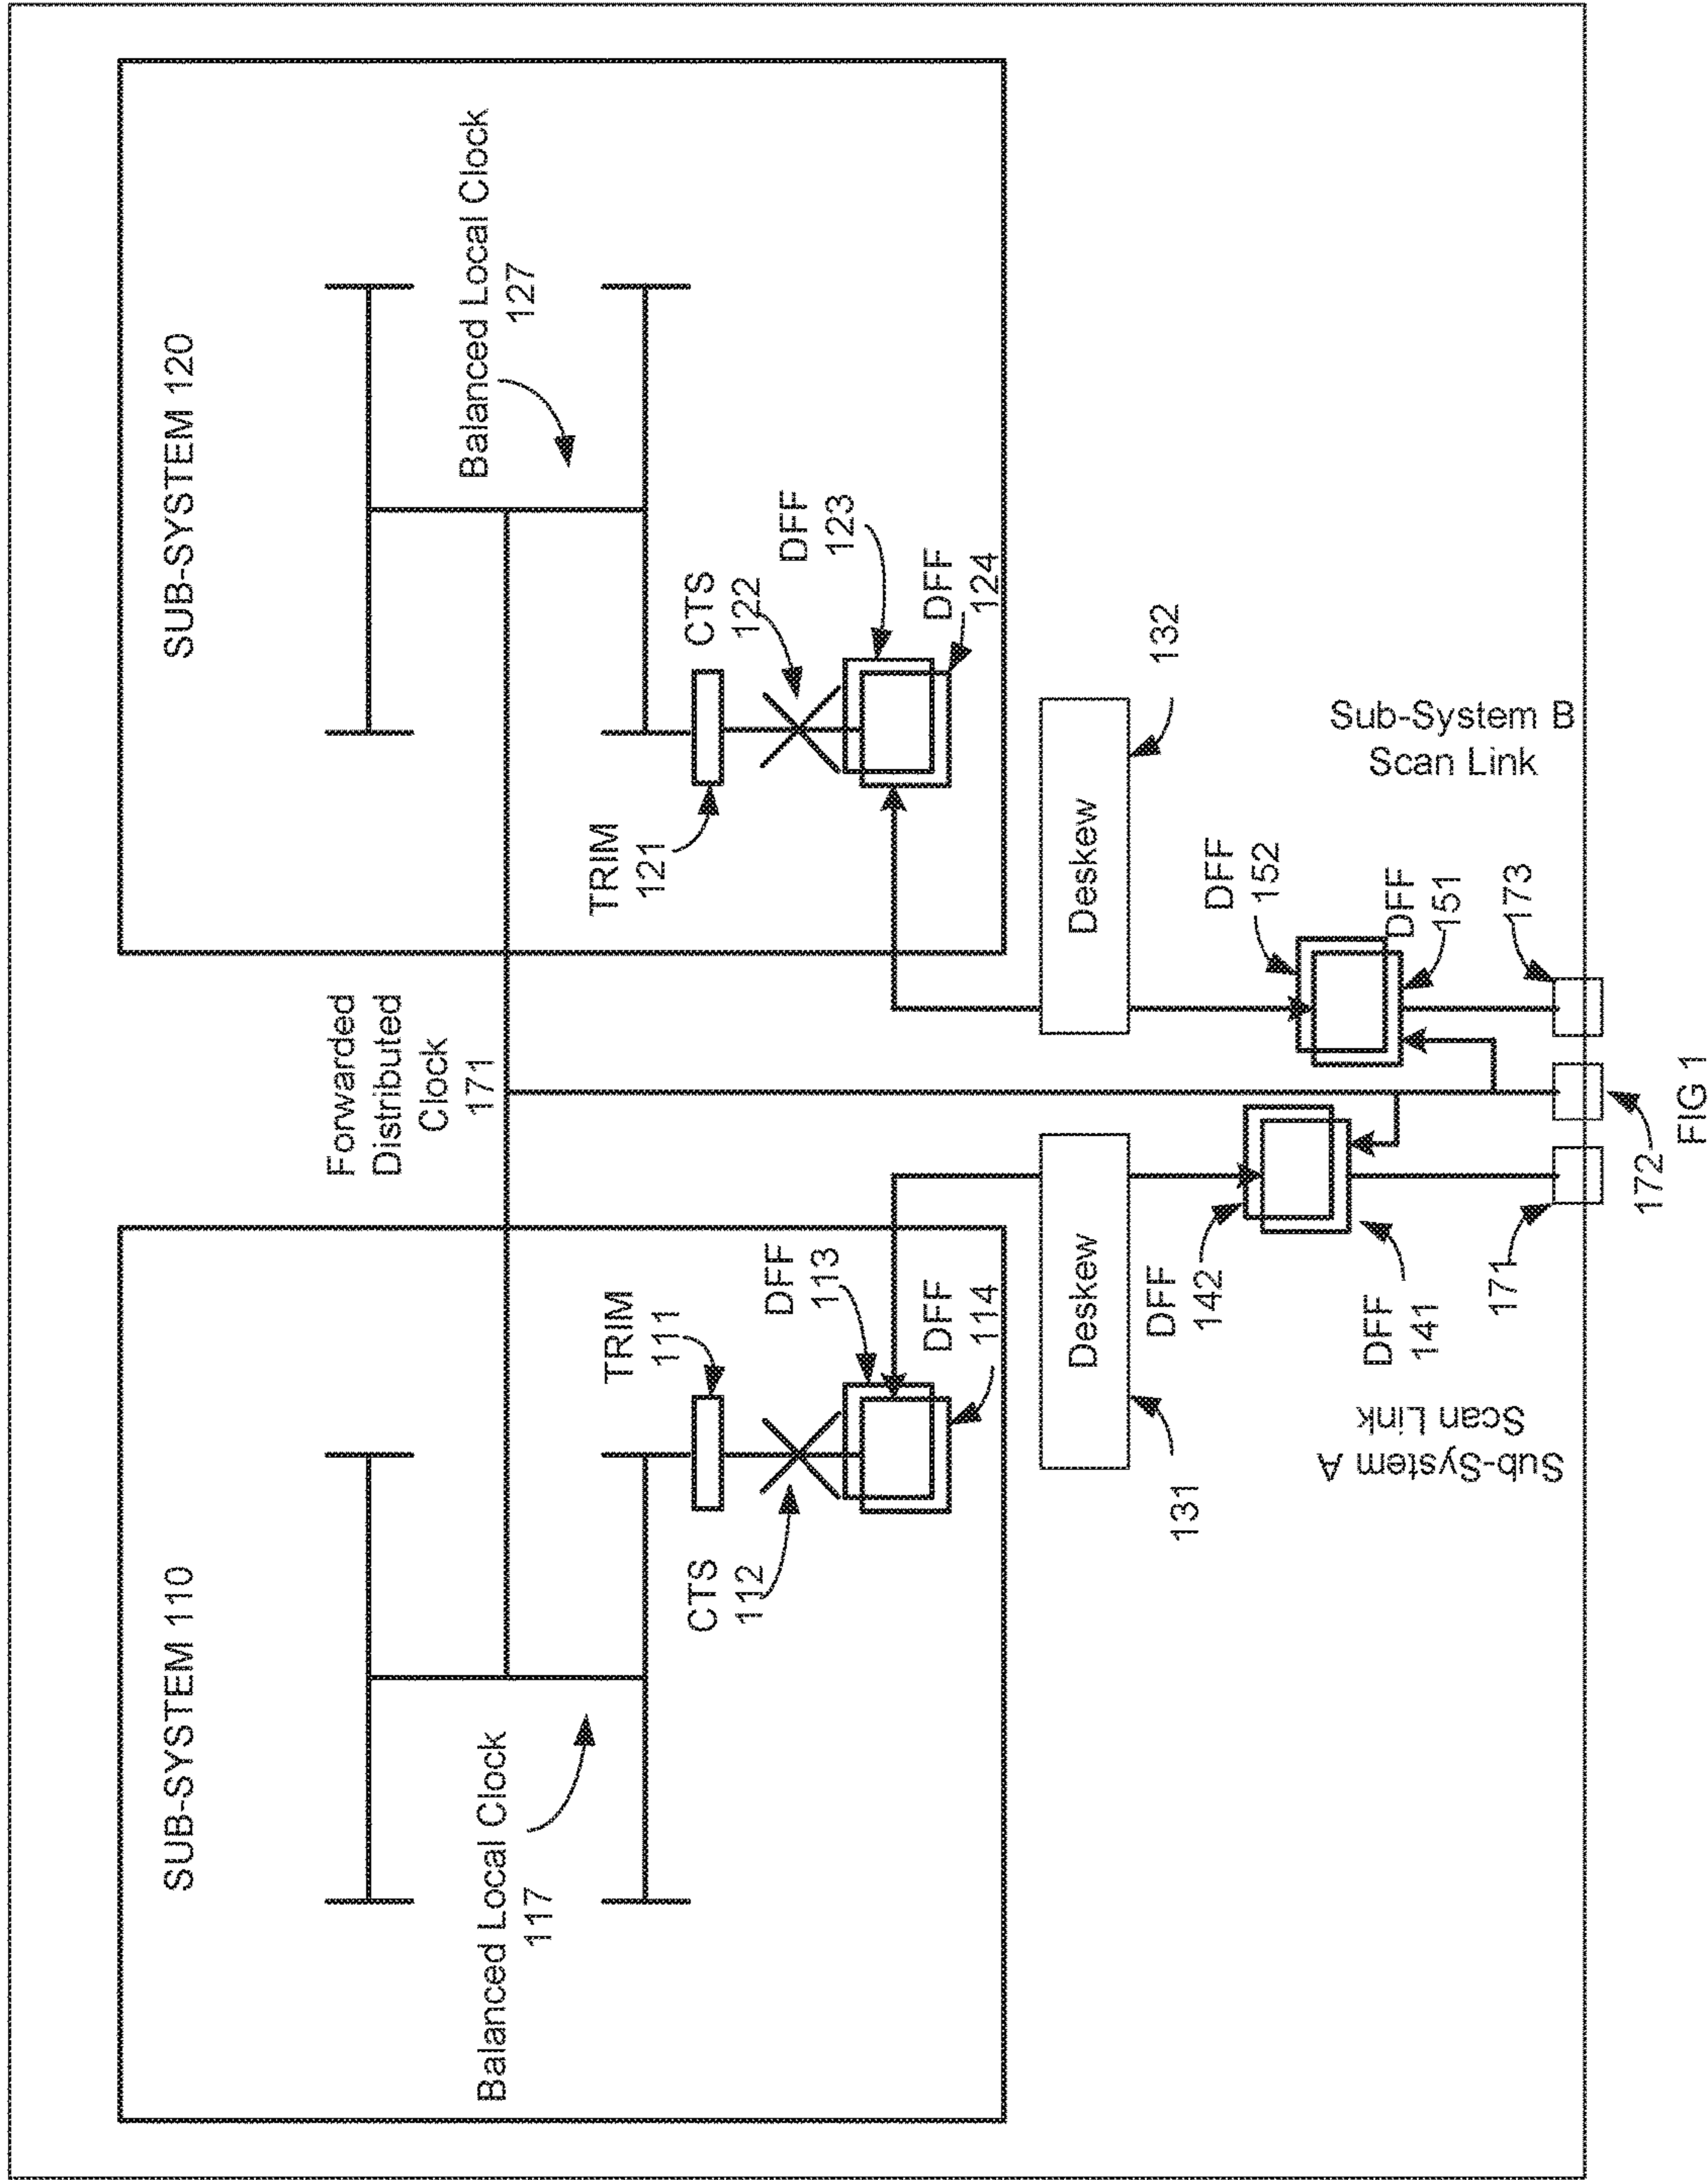 SUB-SYSTEM 110
SUB-SYSTEM 120
Forwarded
Distributed
Clock
171
Balanced Local Clock
117
Balanced Local Clock
127
TRIM
111
CTS
112
DFF
113
DFF
114
TRIM
121
CTS
122
DFF
123
DFF
124
Deskew
131
Deskew
132
DFF
142
DFF
141
DFF
152
DFF
151
Sub-System A
Scan Link
Sub-System B
Scan Link
171
172
173
FIG 1